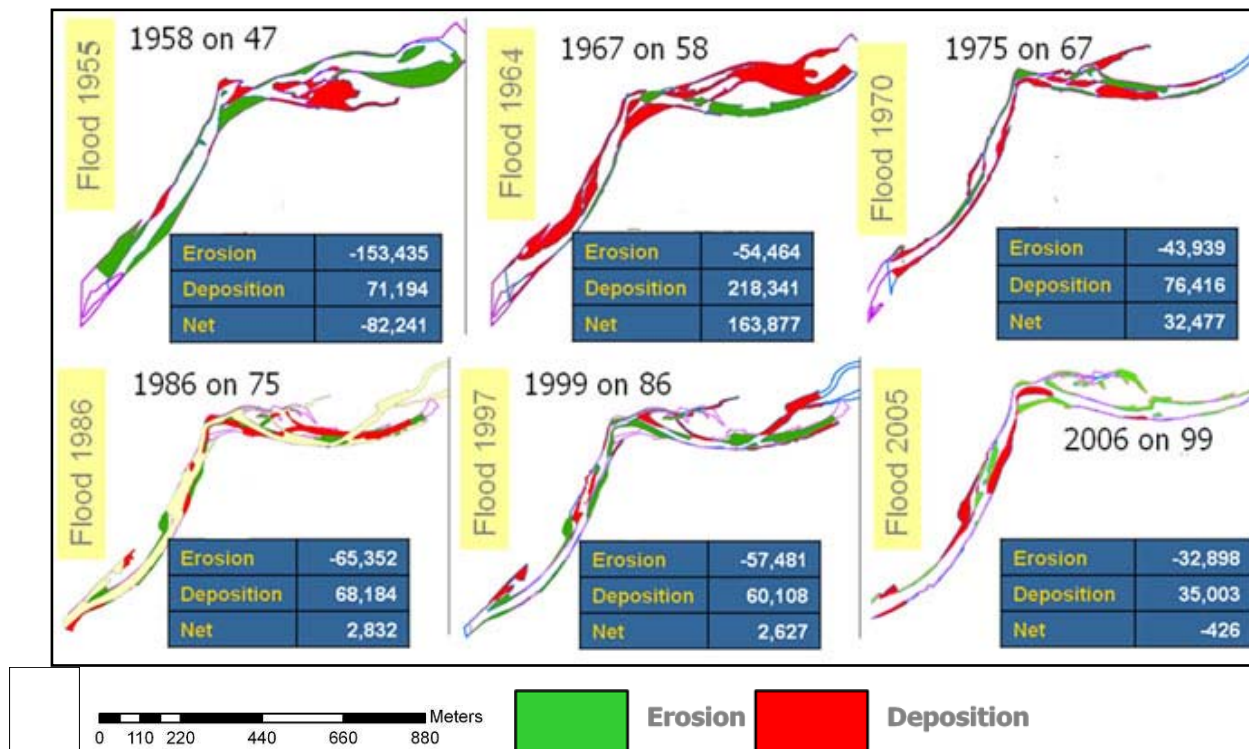 Flood 1955
1958 on 47
Erosion -153,435
Deposition 71,194
Net -82,241
Flood 1964
1967 on 58
Erosion -54,464
Deposition 218,341
Net 163,877
Flood 1970
1975 on 67
Erosion -43,939
Deposition 76,416
Net 32,477
Flood 1986
1986 on 75
Erosion -65,352
Deposition 68,184
Net 2,832
Flood 1997
1999 on 86
Erosion -57,481
Deposition 60,108
Net 2,627
Flood 2005
2006 on 99
Erosion -32,898
Deposition 35,003
Net -426
Meters
0 110 220 440 660 880
Erosion
Deposition